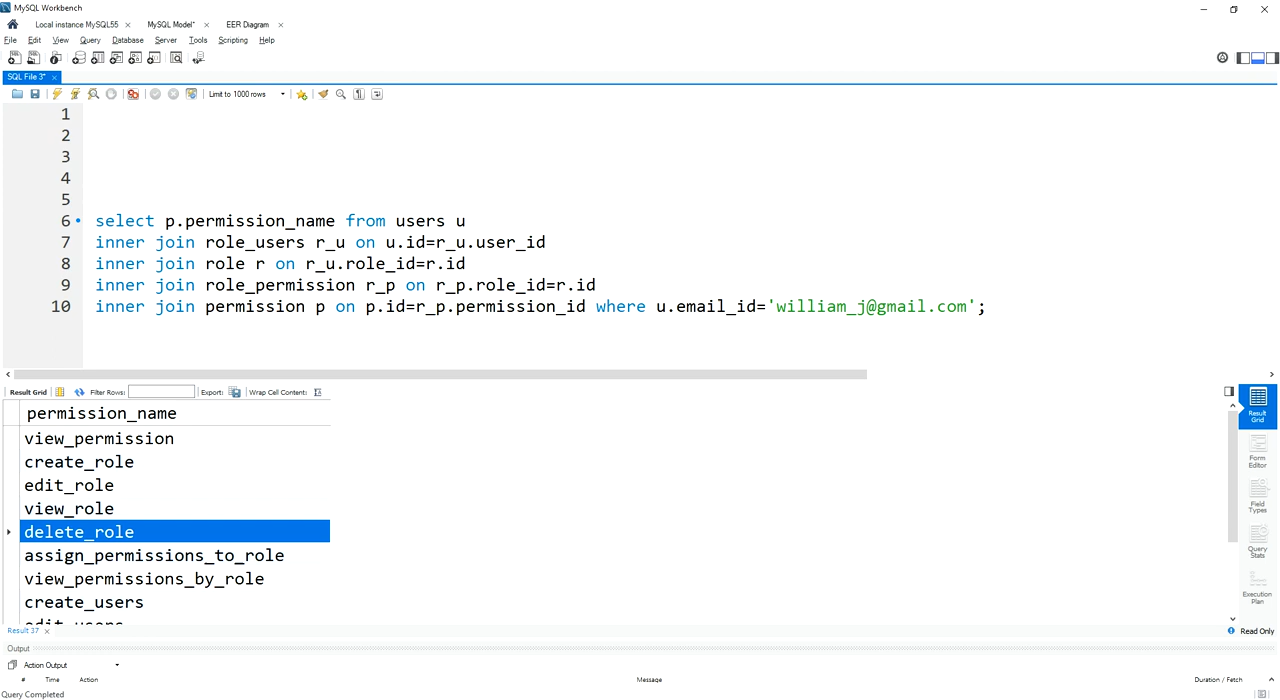 MySQL Workbench
Local instance MySQL55 × MySQL Model* × EER Diagram ×
File Edit View Query Database Server Tools Scripting Help
SQL File 3* ×
Limit to 1000 rows
1
2
3
4
5
6 select p.permission_name from users u
7 inner join role_users r_u on u.id=r_u.user_id
8 inner join role r on r_u.role_id=r.id
9 inner join role_permission r_p on r_p.role_id=r.id
10 inner join permission p on p.id=r_p.permission_id where u.email_id='william_j@gmail.com';
Result Grid Filter Rows: Export: Wrap Cell Content:
permission_name
view_permission
create_role
edit_role
view_role
delete_role
assign_permissions_to_role
view_permissions_by_role
create_users
edit_users
Result Grid
Form Editor
Field Types
Query Stats
Execution Plan
Result 37 × Read Only
Output
Action Output
# Time Action Message Duration / Fetch
Query Completed